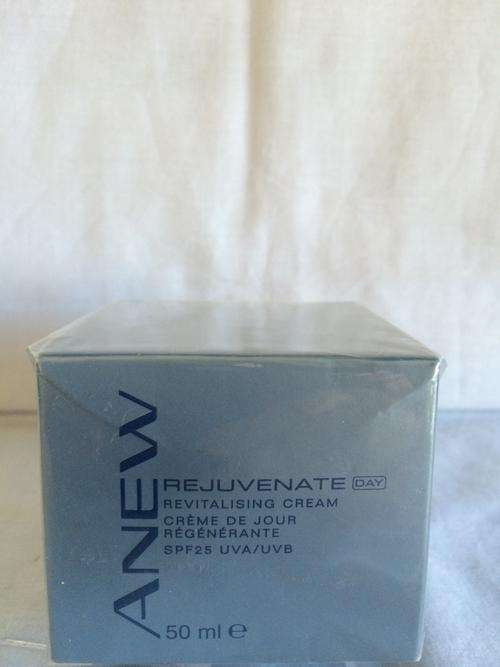 ANEW
REJUVENATE DAY
REVITALISING CREAM
CRÈME DE JOUR
RÉGÉNÉRANTE
SPF25 UVA/UVB
50 ml ℮